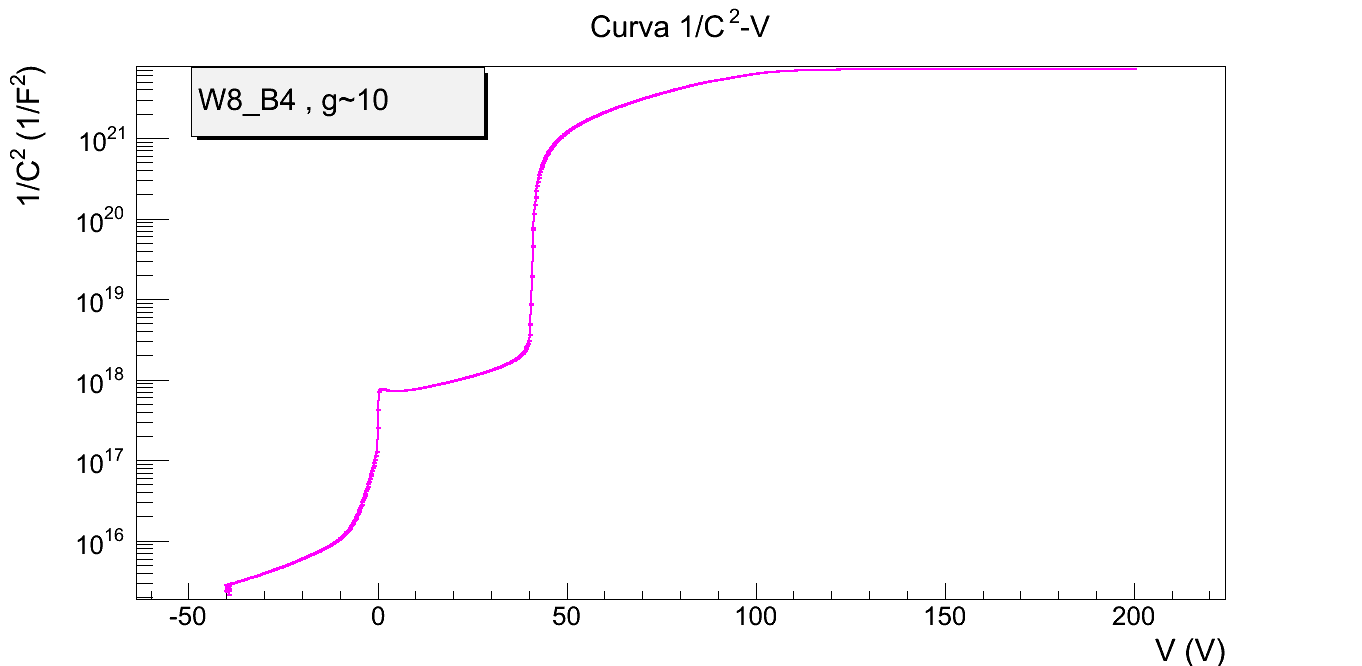 Curva 1/C²-V
W8_B4 , g~10
1/C² (1/F²)
10²¹
10²⁰
10¹⁹
10¹⁸
10¹⁷
10¹⁶
-50 0 50 100 150 200
V (V)